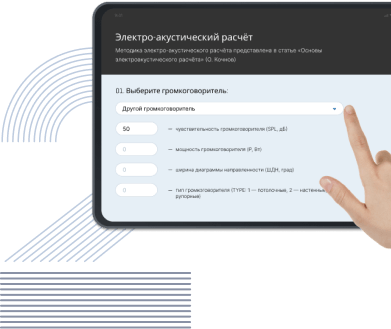 Электро-акустический расчёт
Методика электро-акустического расчёта представлена в статье «Основы
электроакустического расчёта» (О. Кочнов)
01. Выберите громкоговоритель:
Другой громкоговоритель
50 — чувствительность громкоговорителя (SPL, дБ)
0 — мощность громкоговорителя (P, Вт)
0 — ширина диаграммы направленности (ШДН, град)
0 — тип громкоговорителя (TYPE: 1 — потолочные, 2 — настенные
рупорные)